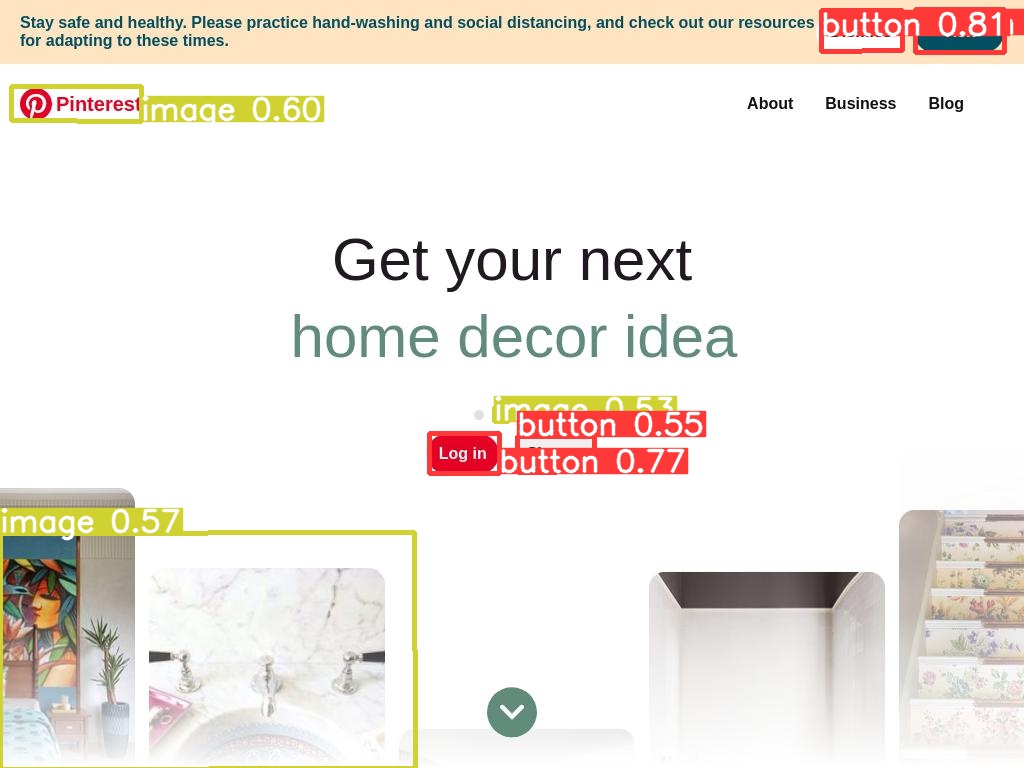 Stay safe and healthy. Please practice hand-washing and social distancing, and check out our resources
for adapting to these times.
button 0.81
Pinterest
image 0.60
About
Business
Blog
Get your next
home decor idea
image 0.53
button 0.55
Log in
button 0.77
image 0.57